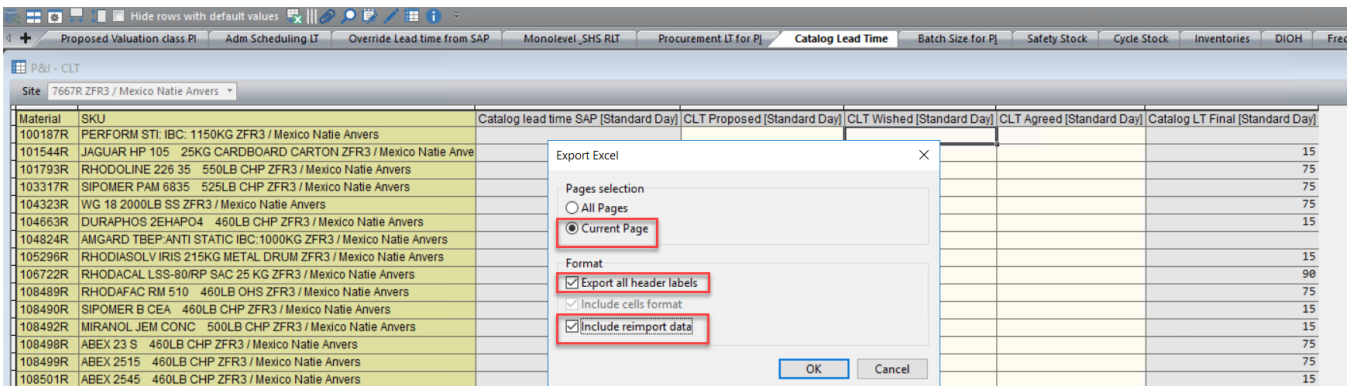 Hide rows with default values
Proposed Valuation class Pl Adm Scheduling LT Override Lead time from SAP Monolevel_SHS RLT Procurement LT for Pl Catalog Lead Time Batch Size for Pl Safety Stock Cycle Stock Inventories DIOH Freq
P&I - CLT
Site 7667R ZFR3 / Mexico Natie Anvers
Material SKU Catalog lead time SAP [Standard Day] CLT Proposed [Standard Day] CLT Wished [Standard Day] CLT Agreed [Standard Day] Catalog LT Final [Standard Day]
100187R PERFORM STI: IBC: 1150KG ZFR3 / Mexico Natie Anvers
101544R JAGUAR HP 105 25KG CARDBOARD CARTON ZFR3 / Mexico Natie Anve 15
101793R RHODOLINE 226 35 550LB CHP ZFR3 / Mexico Natie Anvers 75
103317R SIPOMER PAM 6835 525LB CHP ZFR3 / Mexico Natie Anvers 75
104323R WG 18 2000LB SS ZFR3 / Mexico Natie Anvers 75
104663R DURAPHOS 2EHAPO4 460LB CHP ZFR3 / Mexico Natie Anvers 15
104824R AMGARD TBEP:ANTI STATIC IBC:1000KG ZFR3 / Mexico Natie Anvers
105296R RHODIASOLV IRIS 215KG METAL DRUM ZFR3 / Mexico Natie Anvers 15
106722R RHODACAL LSS-80/RP SAC 25 KG ZFR3 / Mexico Natie Anvers 90
108489R RHODAFAC RM 510 460LB OHS ZFR3 / Mexico Natie Anvers 75
108490R SIPOMER B CEA 460LB CHP ZFR3 / Mexico Natie Anvers 15
108492R MIRANOL JEM CONC 500LB CHP ZFR3 / Mexico Natie Anvers 15
108498R ABEX 23 S 460LB CHP ZFR3 / Mexico Natie Anvers 75
108499R ABEX 2515 460LB CHP ZFR3 / Mexico Natie Anvers 75
108501R ABEX 2545 460LB CHP ZFR3 / Mexico Natie Anvers 15
Export Excel
Pages selection
All Pages
Current Page
Format
Export all header labels
Include cells format
Include reimport data
OK Cancel